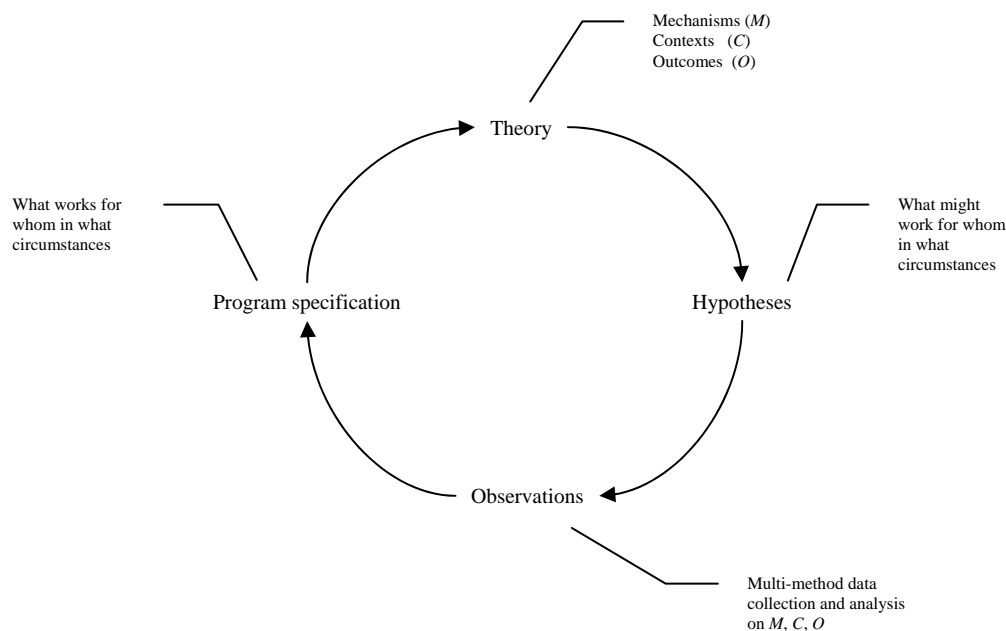 Mechanisms (M)
Contexts (C)
Outcomes (O)
Theory
What works for
whom in what
circumstances
What might
work for whom
in what
circumstances
Program specification
Hypotheses
Observations
Multi-method data
collection and analysis
on M, C, O